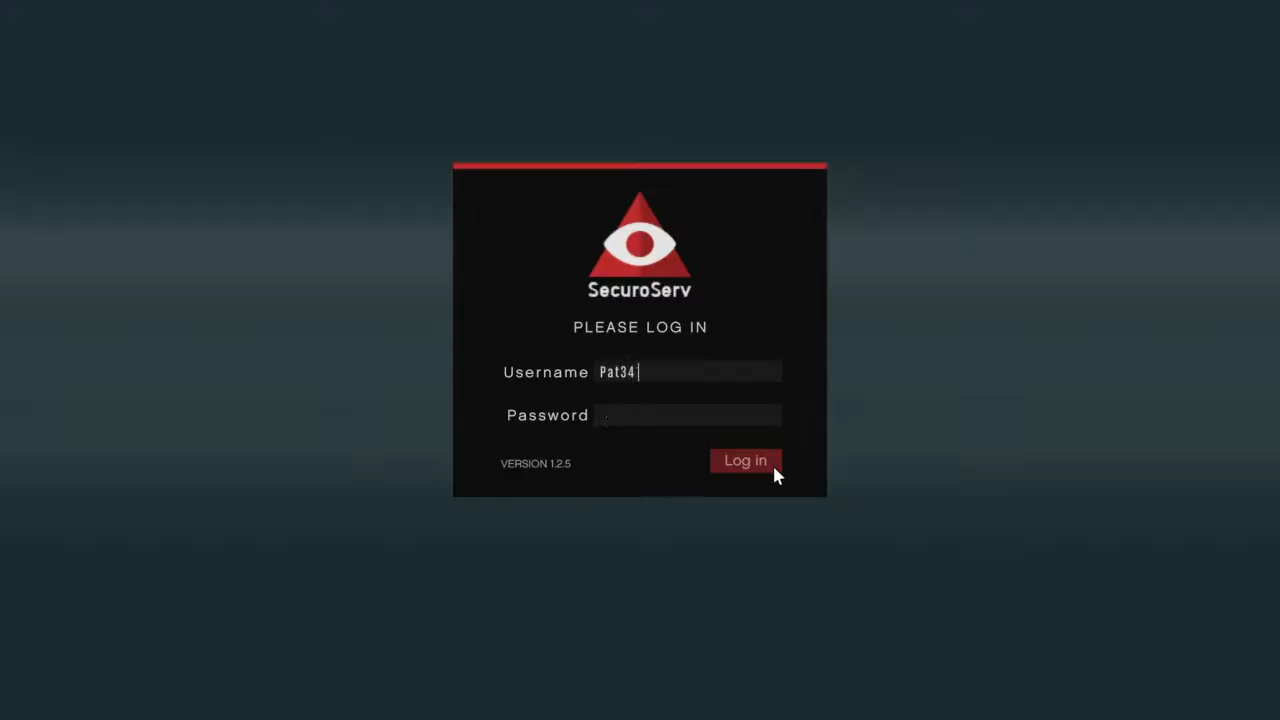 SecuroServ
PLEASE LOG IN
Username Pat34
Password
VERSION 1.2.5 Log in